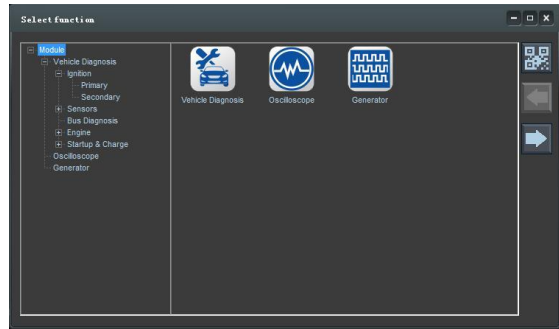 Select function
Module
Vehicle Diagnosis
Ignition
Primary
Secondary
Sensors
Bus Diagnosis
Engine
Startup & Charge
Oscilloscope
Generator
Vehicle Diagnosis
Oscilloscope
Generator